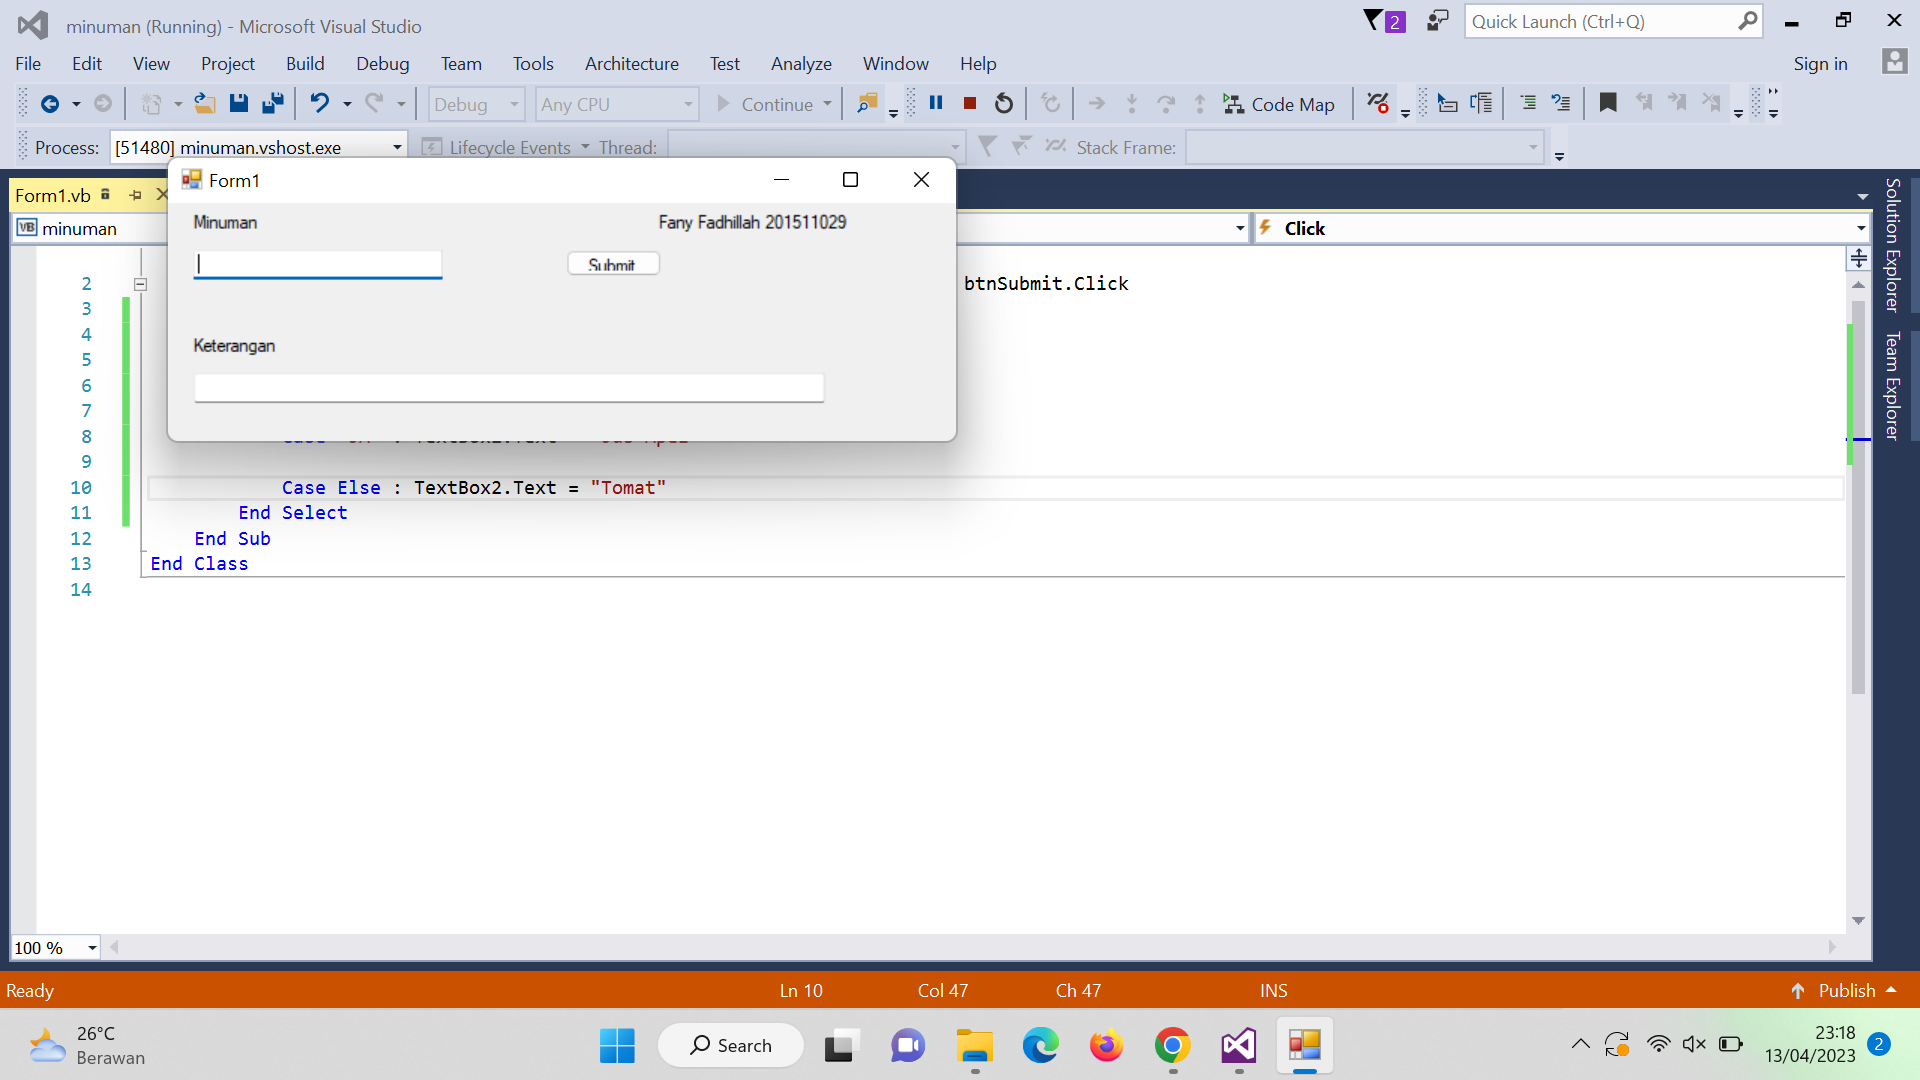 minuman (Running) - Microsoft Visual Studio
2
Quick Launch (Ctrl+Q)
File Edit View Project Build Debug Team Tools Architecture Test Analyze Window Help
Sign in
Debug Any CPU Continue Code Map
Process: [51480] minuman.vshost.exe Lifecycle Events Thread: Stack Frame:
Form1.vb
Form1
VB minuman
Click
Minuman
Fany Fadhillah 201511029
Submit
Keterangan
2 btnSubmit.Click
3
4
5
6
7
8
9
10 Case Else : TextBox2.Text = "Tomat"
11 End Select
12 End Sub
13 End Class
14
Solution Explorer
Team Explorer
100 %
Ready Ln 10 Col 47 Ch 47 INS Publish
26°C
Berawan
Search
23:18
13/04/2023
2